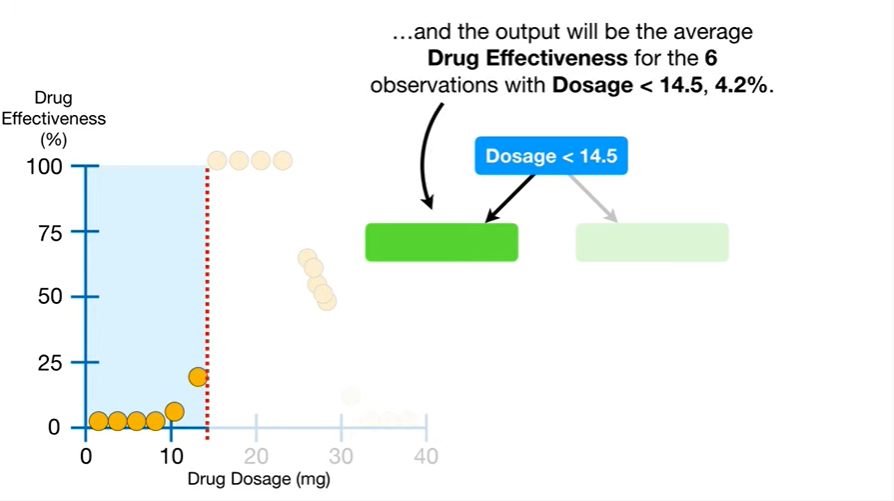 …and the output will be the average
Drug Effectiveness for the 6
observations with Dosage < 14.5, 4.2%.
Drug
Effectiveness
(%)
Dosage < 14.5
100
75
50
25
0
0 10 20 30 40
Drug Dosage (mg)